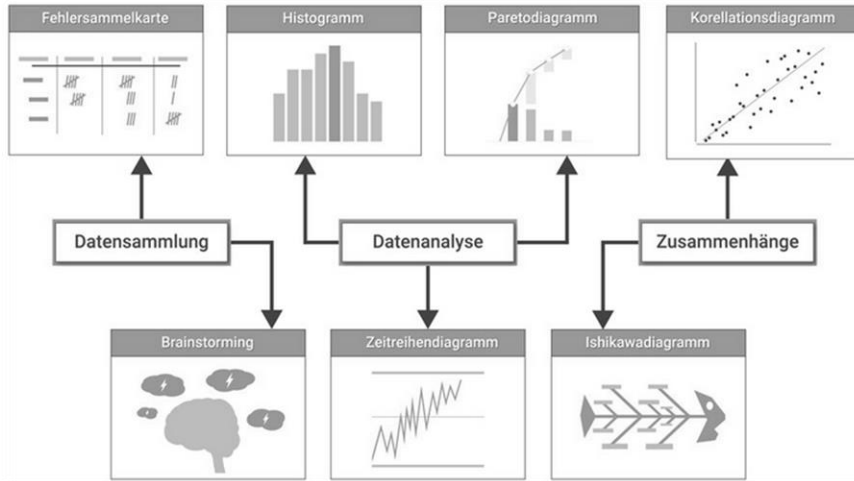 Fehlersammelkarte
Histogramm
Paretodiagramm
Korellationsdiagramm
Datensammlung
Datenanalyse
Zusammenhänge
Brainstorming
Zeitreihendiagramm
Ishikawadiagramm